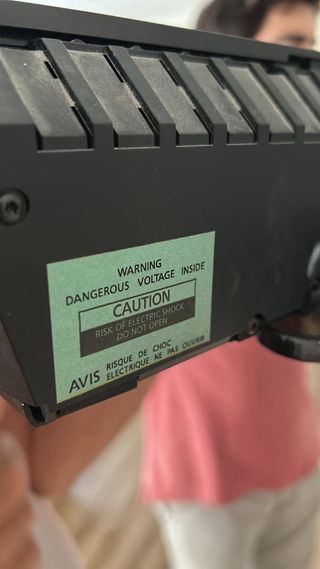 WARNING
DANGEROUS VOLTAGE INSIDE
CAUTION
RISK OF ELECTRIC SHOCK
DO NOT OPEN
AVIS RISQUE DE CHOC
ELECTRIQUE NE PAS OUVRIR